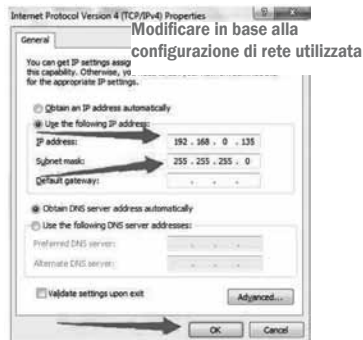 Internet Protocol Version 4 (TCP/IPv4) Properties
Modificare in base alla
configurazione di rete utilizzata
General
You can get IP settings assig
this capability. Otherwise, yo
for the appropriate IP settings.
Obtain an IP address automatically
Use the following IP address:
IP address: 192 . 168 . 0 . 135
Subnet mask: 255 . 255 . 255 . 0
Default gateway:
Obtain DNS server address automatically
Use the following DNS server addresses:
Preferred DNS server:
Alternate DNS server:
Validate settings upon exit
Advanced...
OK Cancel